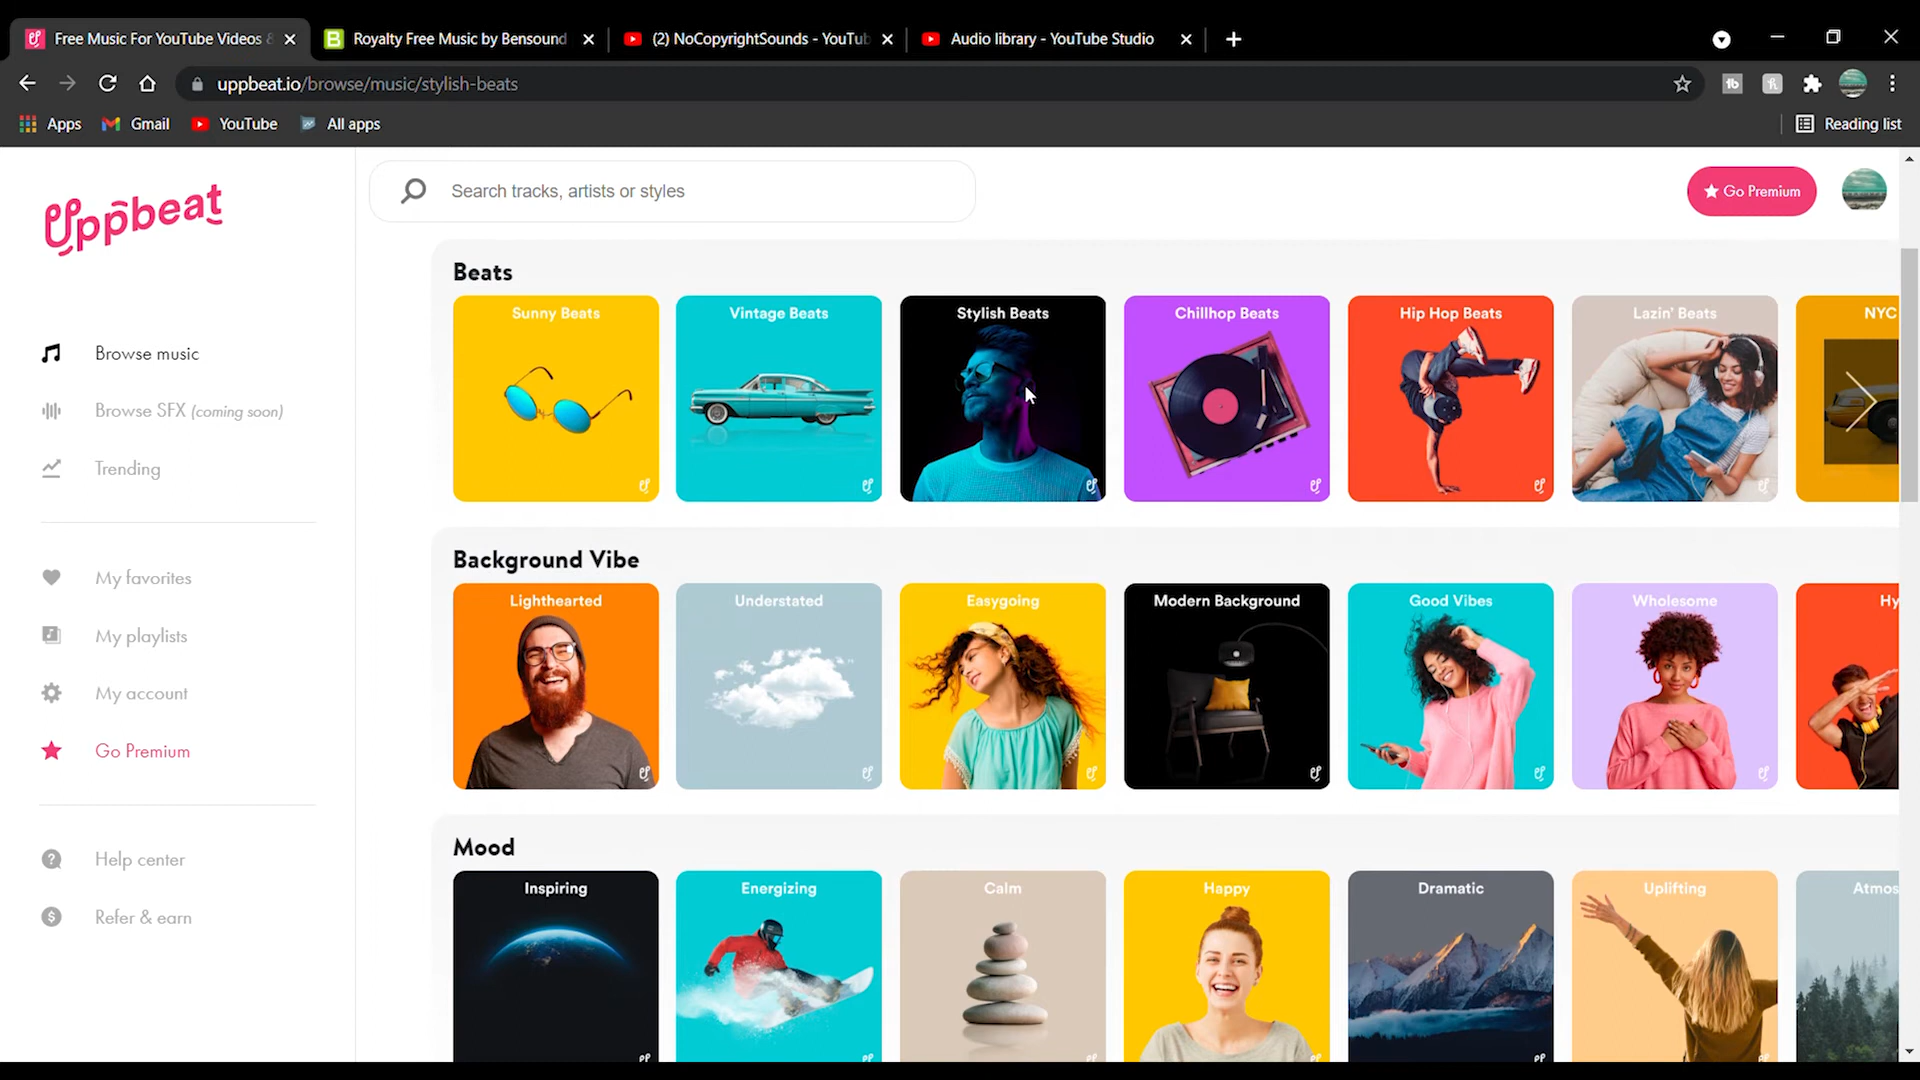 Free Music For YouTube Videos &
Royalty Free Music by Bensound
(2) NoCopyrightSounds - YouTub
Audio library - YouTube Studio
uppbeat.io/browse/music/stylish-beats
Apps
Gmail
YouTube
All apps
Reading list
Uppbeat
Search tracks, artists or styles
Go Premium
Browse music
Browse SFX (coming soon)
Trending
My favorites
My playlists
My account
Go Premium
Help center
Refer & earn
Beats
Sunny Beats
Vintage Beats
Stylish Beats
Chillhop Beats
Hip Hop Beats
Lazin' Beats
NYC
Background Vibe
Lighthearted
Understated
Easygoing
Modern Background
Good Vibes
Wholesome
Hy
Mood
Inspiring
Energizing
Calm
Happy
Dramatic
Uplifting
Atmos